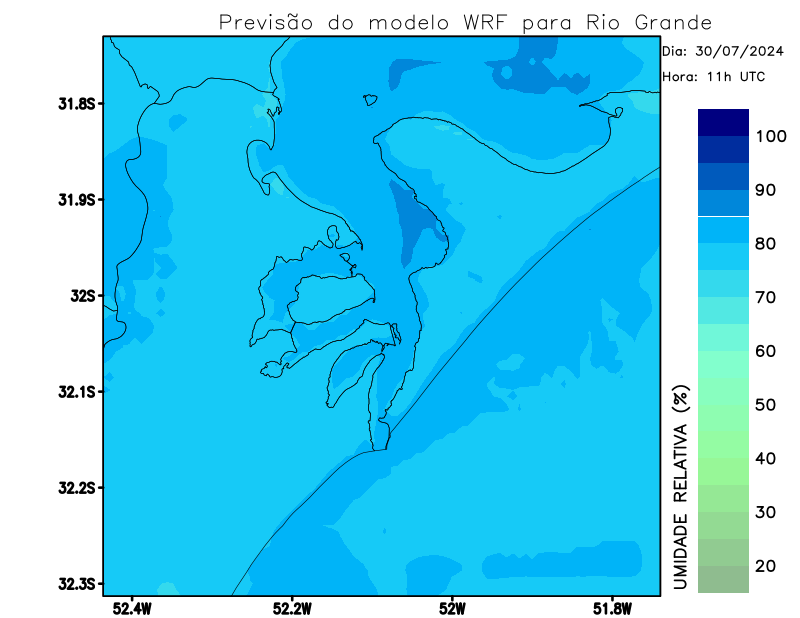 Previsão do modelo WRF para Rio Grande
Dia: 30/07/2024
Hora: 11h UTC
31.8S
31.9S
32S
32.1S
32.2S
32.3S
52.4W
52.2W
52W
51.8W
100
90
80
70
60
50
40
30
20
UMIDADE RELATIVA (%)